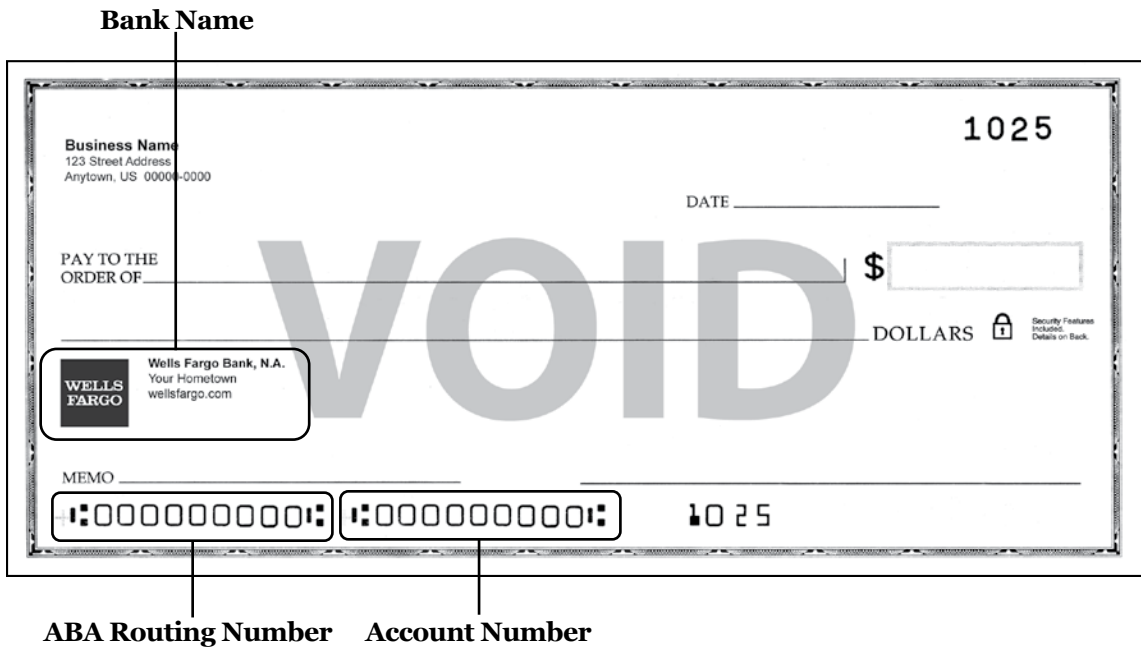 Bank Name
1025
Business Name
123 Street Address
Anytown, US 00000-0000
DATE
PAY TO THE
ORDER OF
$
VOID
DOLLARS
Security Features
Included.
Details on Back.
WELLS
FARGO
Wells Fargo Bank, N.A.
Your Hometown
wellsfargo.com
MEMO
⑆000000000⑆ ⑆000000000⑆ 1025
ABA Routing Number Account Number